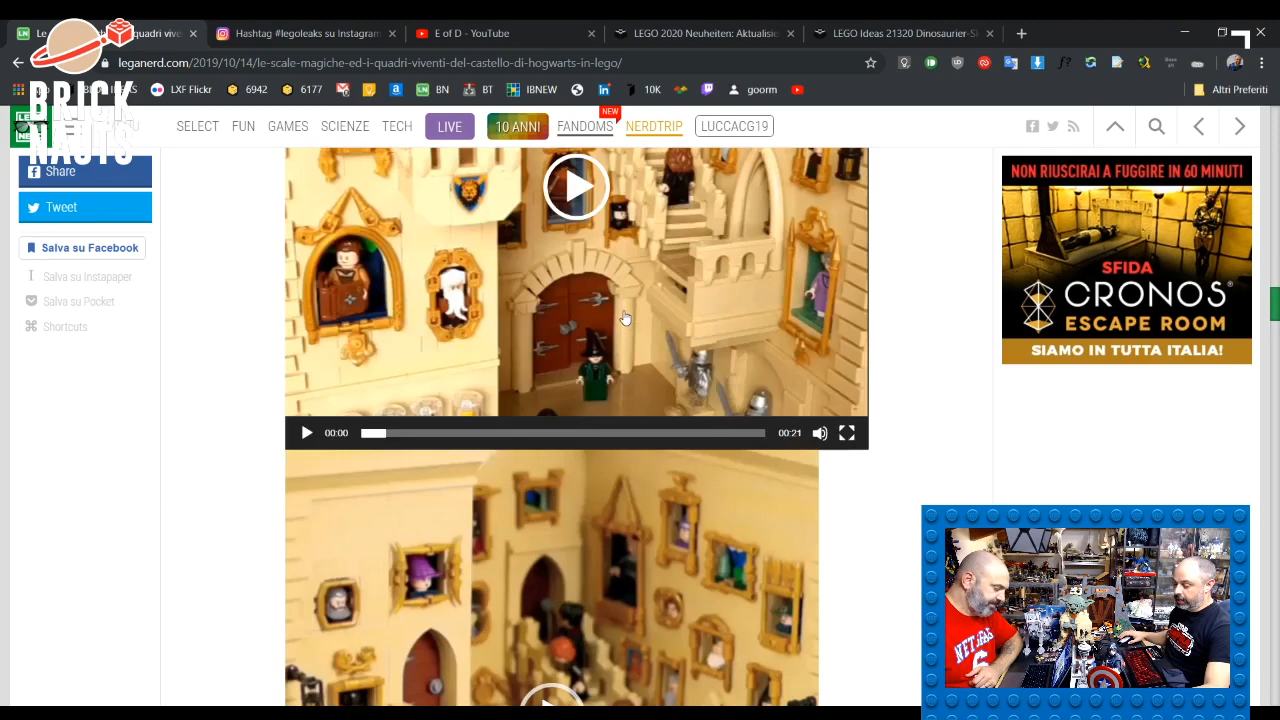 Le
quadri vive
Hashtag #legoleaks su Instagram
E of D - YouTube
LEGO 2020 Neuheiten: Aktualisie
LEGO Ideas 21320 Dinosaurier-Sk
leganerd.com/2019/10/14/le-scale-magiche-ed-i-quadri-viventi-del-castello-di-hogwarts-in-lego/
LXF Flickr
6942
6177
BN
BT
IBNEW
10K
goorm
Altri Preferiti
BRICK
NAUTS
SELECT
FUN
GAMES
SCIENZE
TECH
LIVE
10 ANNI
FANDOMS
NEW
NERDTRIP
LUCCACG19
Share
Tweet
Salva su Facebook
Salva su Instapaper
Salva su Pocket
Shortcuts
00:00
00:21
NON RIUSCIRAI A FUGGIRE IN 60 MINUTI
SFIDA
CRONOS®
ESCAPE ROOM
SIAMO IN TUTTA ITALIA!